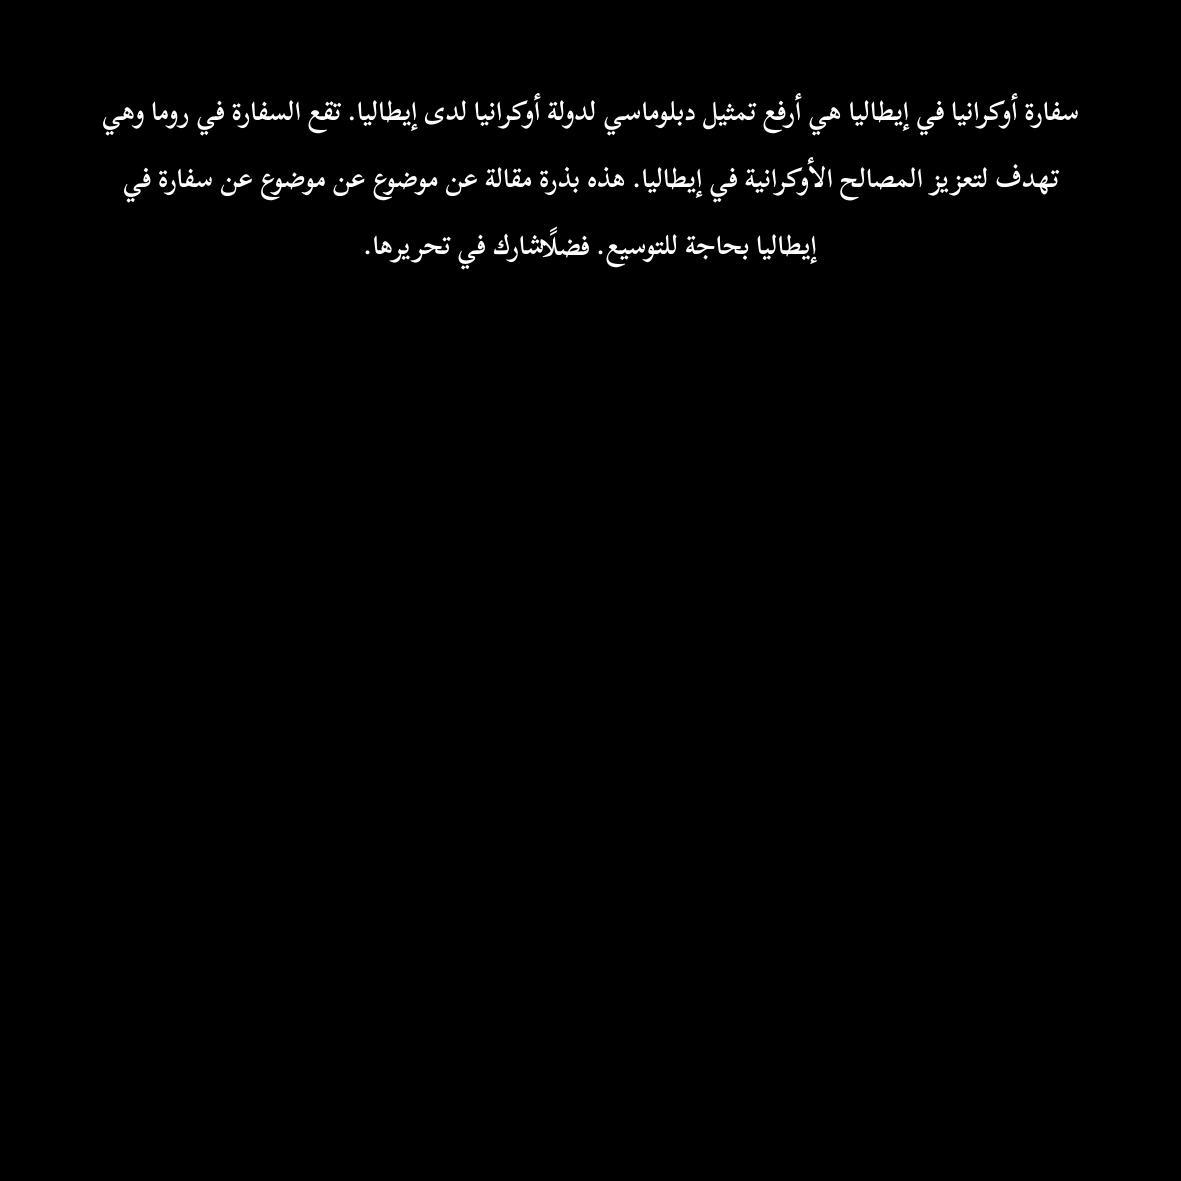 سفارة أوكرانيا في إيطاليا هي أرفع تمثيل دبلوماسي لدولة أوكرانيا لدى إيطاليا. تقع السفارة في روما وهي
تهدف لتعزيز المصالح الأوكرانية في إيطاليا. هذه بذرة مقالة عن موضوع عن موضوع عن سفارة في
إيطاليا بحاجة للتوسيع. فضلًاشارك في تحريرها.